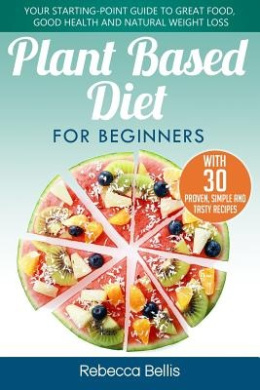 YOUR STARTING-POINT GUIDE TO GREAT FOOD,
GOOD HEALTH AND NATURAL WEIGHT LOSS
Plant Based
Diet
FOR BEGINNERS
WITH
30
PROVEN, SIMPLE AND
TASTY RECIPES
Rebecca Bellis